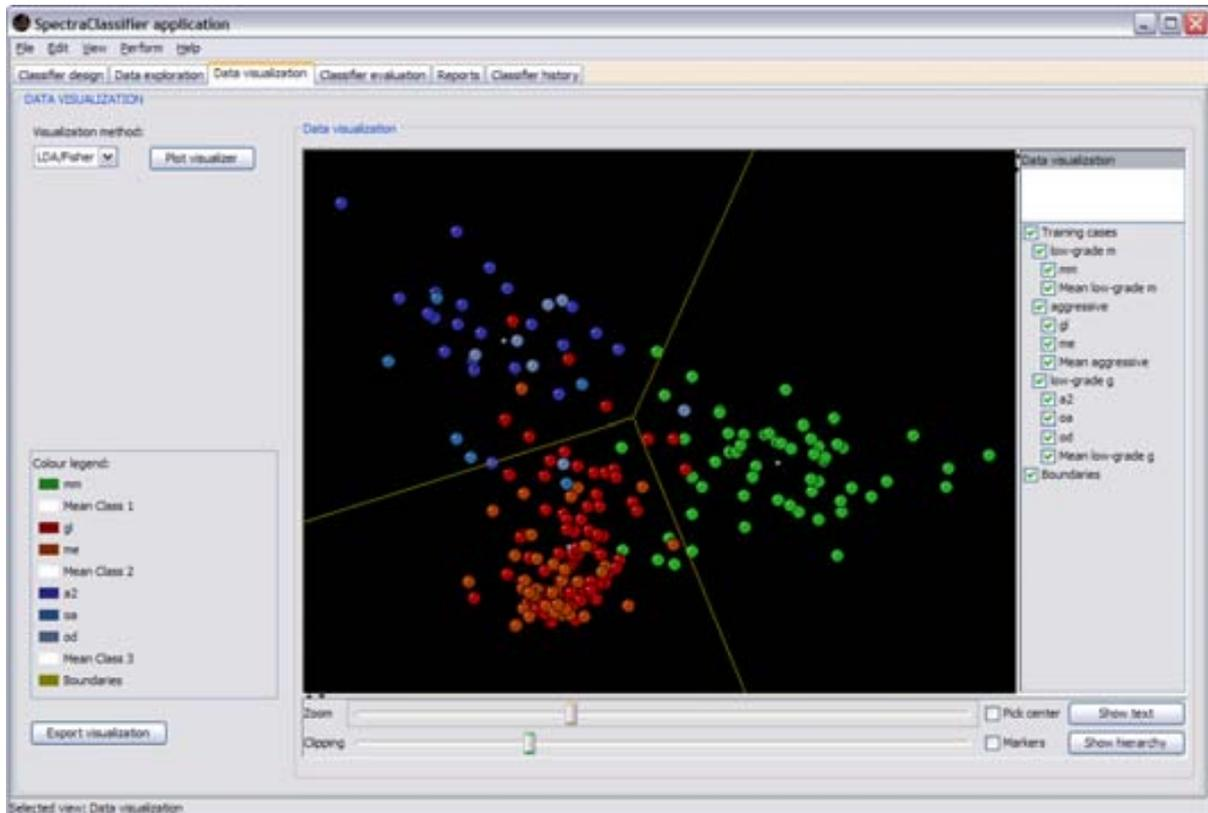 SpectraClassifier application
File Edit View Perform Help
Classifier design Data exploration Data visualization Classifier evaluation Reports Classifier history
DATA VISUALIZATION
Visualization method:
LDA/Fisher
Plot visualizer
Data visualization
Data visualization
Training cases
low-grade m
mm
Mean low-grade m
aggressive
gl
me
Mean aggressive
low-grade g
a2
oa
od
Mean low-grade g
Boundaries
Colour legend:
mm
Mean Class 1
gl
me
Mean Class 2
a2
oa
od
Mean Class 3
Boundaries
Export visualization
Zoom
Pick center
Show text
Clipping
Markers
Show hierarchy
Selected view: Data visualization